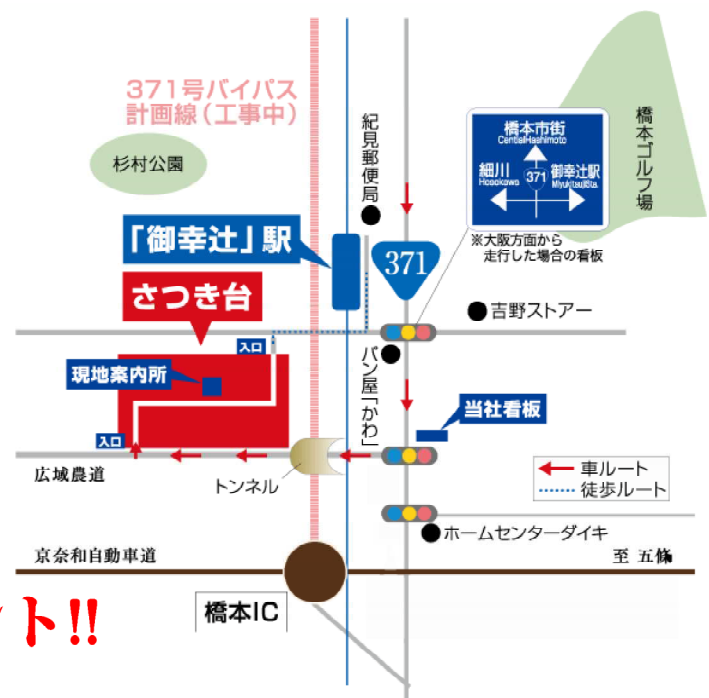 371号バイパス
計画線(工事中)
杉村公園
紀見郵便局
橋本市街
CentralHashimoto
細川
Hosokawa
371
御幸辻駅
MiyukitsujiSta.
※大阪方面から
走行した場合の看板
橋本ゴルフ場
「御幸辻」駅
371
さつき台
吉野ストアー
入口
現地案内所
パン屋「かわ」
当社看板
入口
広域農道
トンネル
車ルート
徒歩ルート
ホームセンターダイキ
京奈和自動車道
至 五條
橋本IC
ット!!